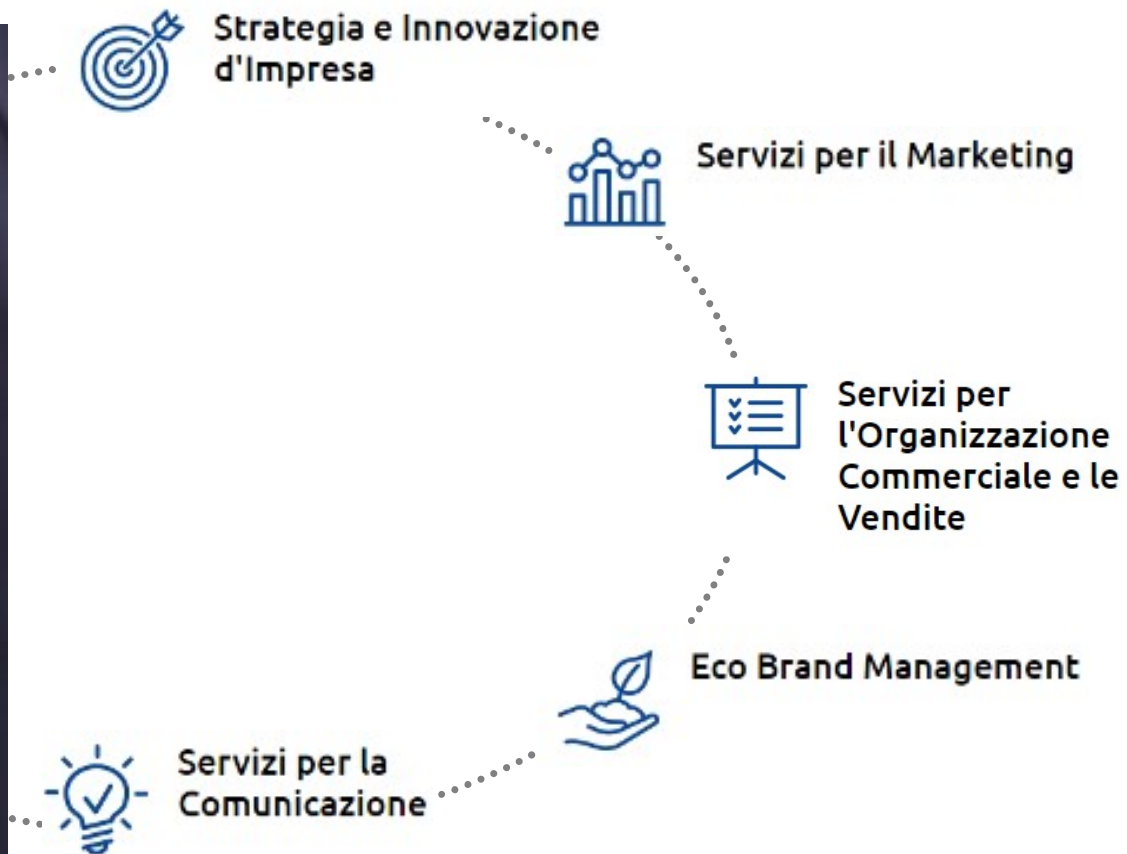 Strategia e Innovazione
d'Impresa
Servizi per il Marketing
Servizi per
l'Organizzazione
Commerciale e le
Vendite
Eco Brand Management
Servizi per la
Comunicazione